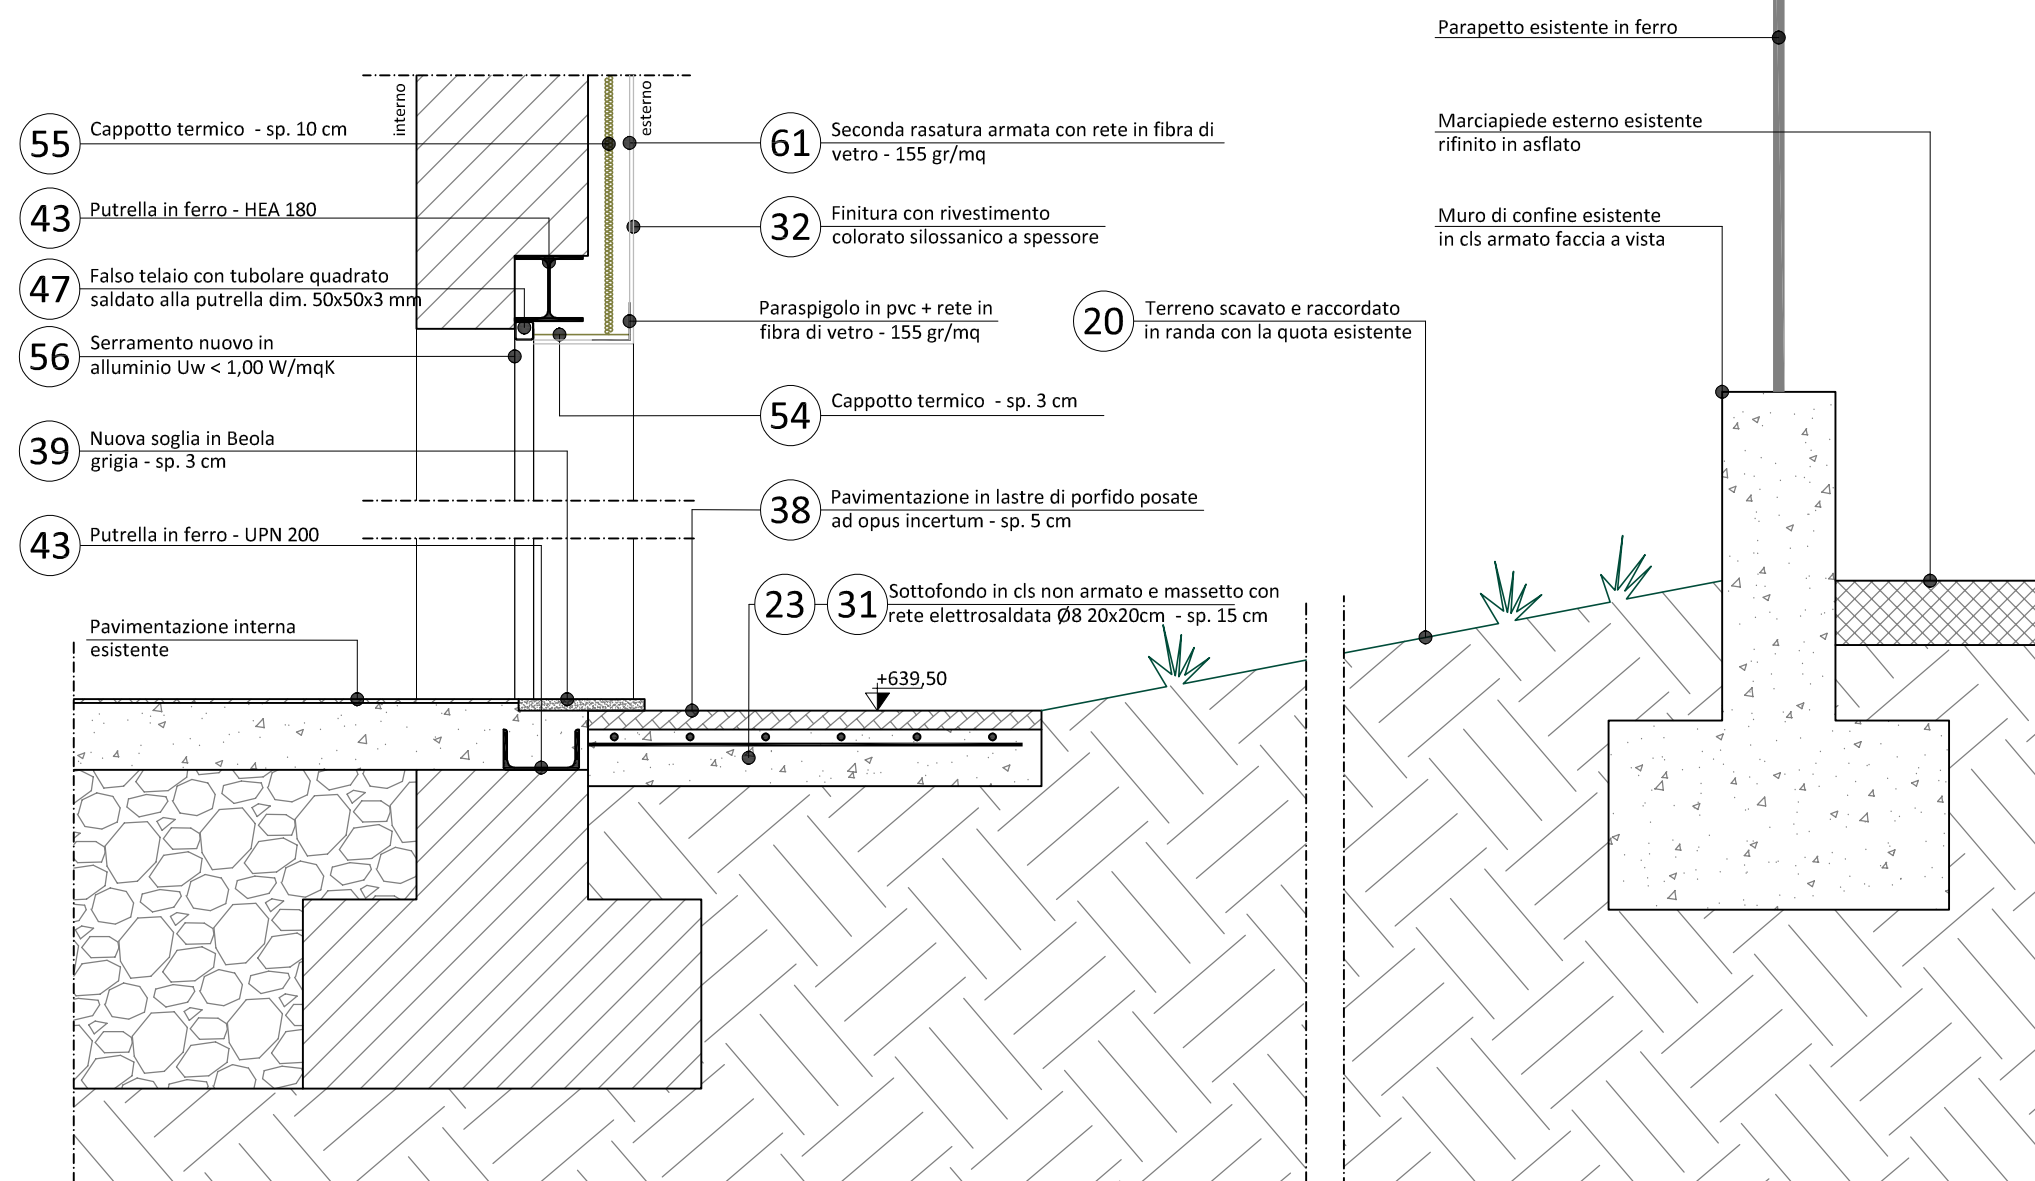 interno
esterno
55 Cappotto termico - sp. 10 cm
43 Putrella in ferro - HEA 180
47 Falso telaio con tubolare quadrato
saldato alla putrella dim. 50x50x3 mm
56 Serramento nuovo in
alluminio Uw < 1,00 W/mqK
39 Nuova soglia in Beola
grigia - sp. 3 cm
43 Putrella in ferro - UPN 200
Pavimentazione interna
esistente
61 Seconda rasatura armata con rete in fibra di
vetro - 155 gr/mq
32 Finitura con rivestimento
colorato silossanico a spessore
Paraspigolo in pvc + rete in
fibra di vetro - 155 gr/mq
54 Cappotto termico - sp. 3 cm
38 Pavimentazione in lastre di porfido posate
ad opus incertum - sp. 5 cm
23 31 Sottofondo in cls non armato e massetto con
rete elettrosaldata Ø8 20x20cm - sp. 15 cm
+639,50
20 Terreno scavato e raccordato
in randa con la quota esistente
Parapetto esistente in ferro
Marciapiede esterno esistente
rifinito in asflato
Muro di confine esistente
in cls armato faccia a vista